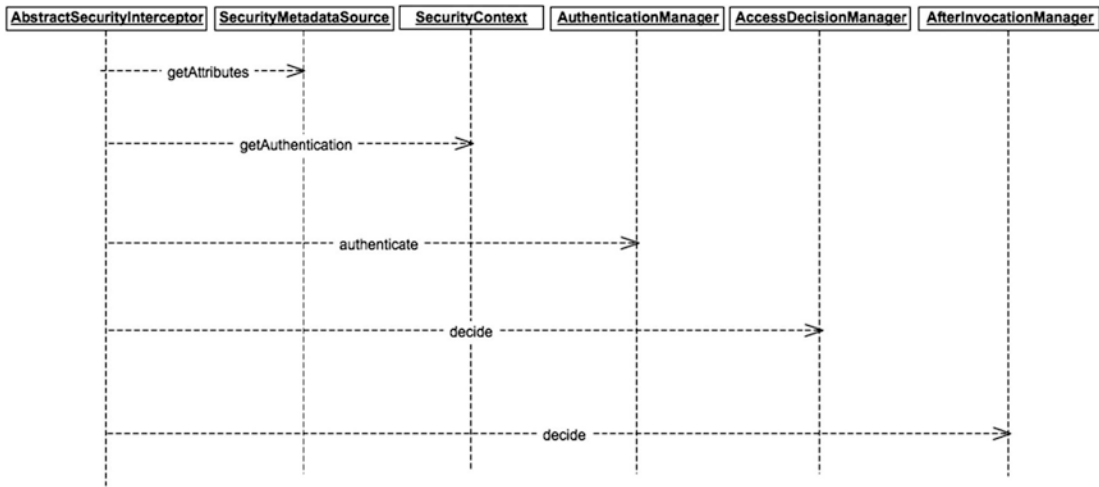 AbstractSecurityInterceptor SecurityMetadataSource SecurityContext AuthenticationManager AccessDecisionManager AfterInvocationManager
getAttributes
getAuthentication
authenticate
decide
decide